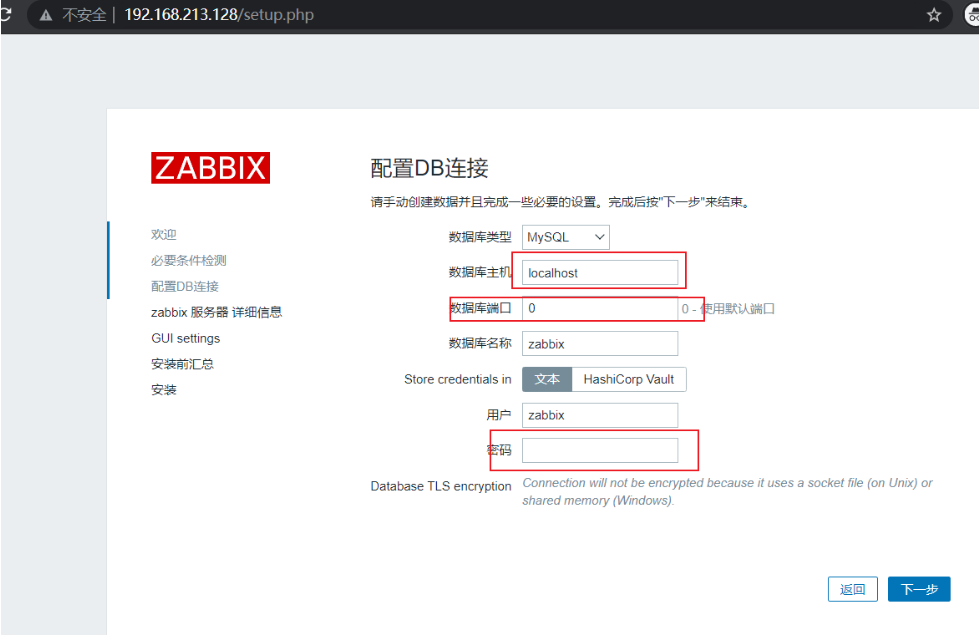 不安全 | 192.168.213.128/setup.php
ZABBIX
欢迎
必要条件检测
配置DB连接
zabbix 服务器 详细信息
GUI settings
安装前汇总
安装
配置DB连接
请手动创建数据并且完成一些必要的设置。完成后按"下一步"来结束。
数据库类型 MySQL
数据库主机 localhost
数据库端口 0 0 - 使用默认端口
数据库名称 zabbix
Store credentials in 文本 HashiCorp Vault
用户 zabbix
密码
Database TLS encryption Connection will not be encrypted because it uses a socket file (on Unix) or
shared memory (Windows).
返回 下一步